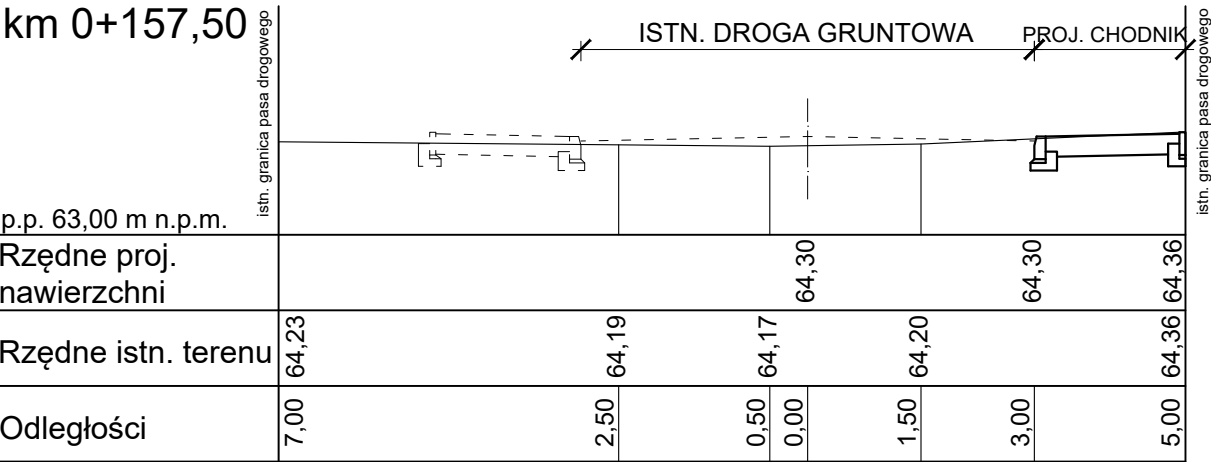 km 0+157,50
istn. granica pasa drogowego
ISTN. DROGA GRUNTOWA
PROJ. CHODNIK
istn. granica pasa drogowego
p.p. 63,00 m n.p.m.
Rzędne proj.
nawierzchni
64,30
64,30
64,36
Rzędne istn. terenu
64,23
64,19
64,17
64,20
64,36
Odległości
7,00
2,50
0,50
0,00
1,50
3,00
5,00